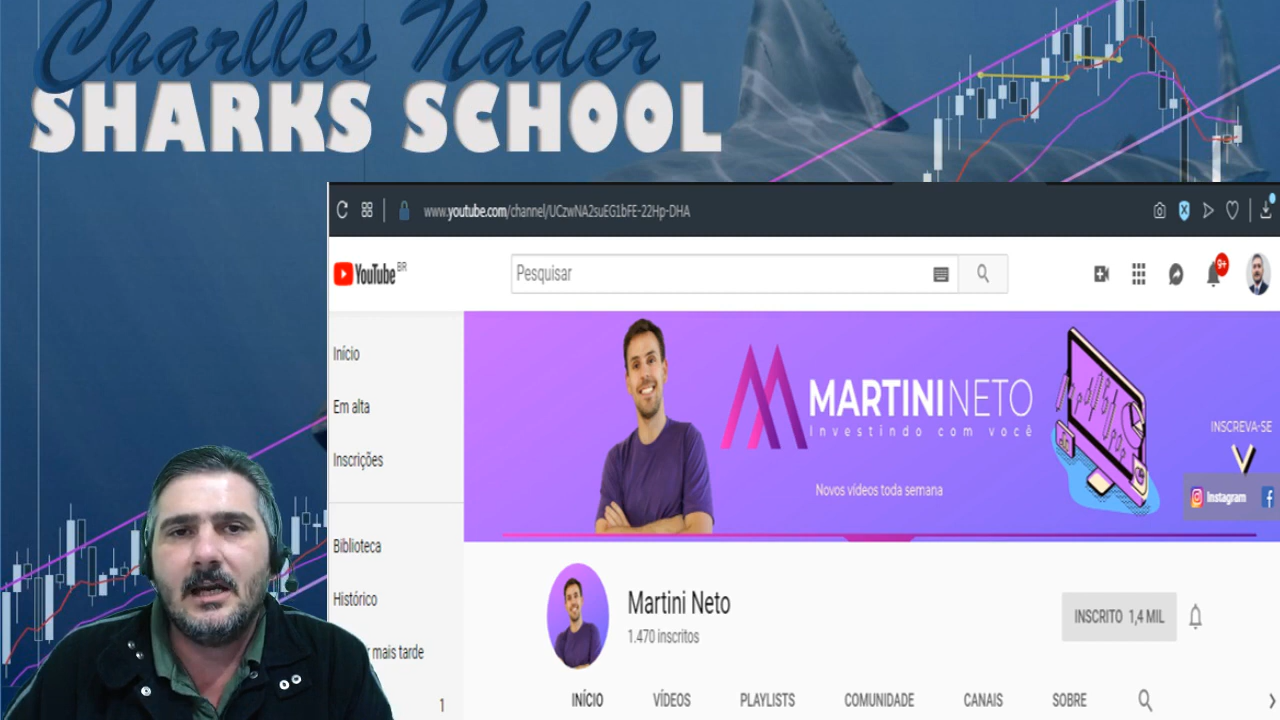 Charlles Nader
SHARKS SCHOOL
www.youtube.com/channel/UCzwNA2suEG1bFE-22Hp-DHA
YouTube BR
Pesquisar
9+
Início
Em alta
Inscrições
Biblioteca
Histórico
mais tarde
1
MARTINI NETO
Investindo com você
Novos vídeos toda semana
INSCREVA-SE
Instagram
Martini Neto
1.470 inscritos
INSCRITO 1,4 MIL
INÍCIO VÍDEOS PLAYLISTS COMUNIDADE CANAIS SOBRE